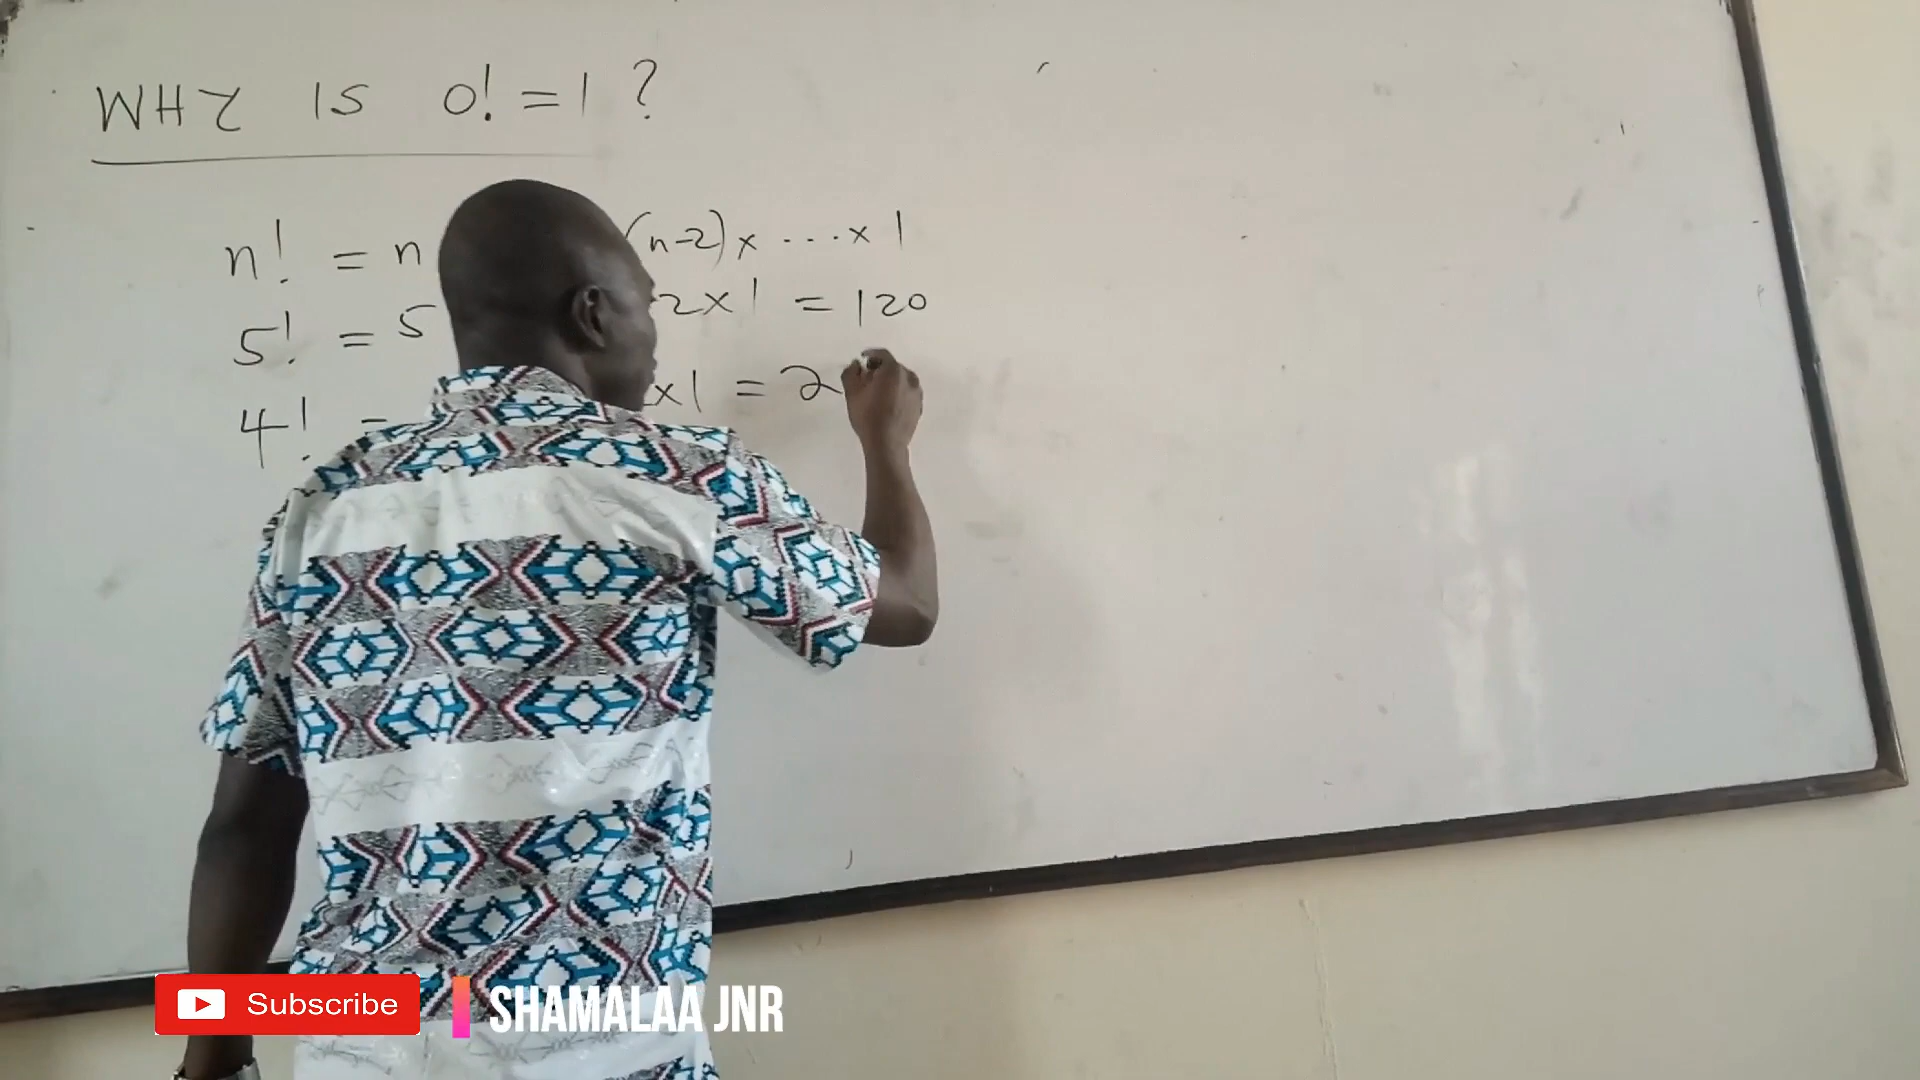 WHY IS 0! = 1 ?
n! = n (n-2) x ... x 1
5! = 5 2 x 1 = 120
4! = x 1 = 2
Subscribe
SHAMALAA JNR